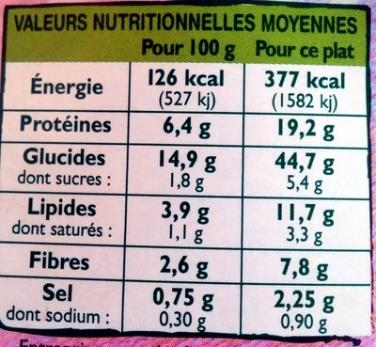 VALEURS NUTRITIONNELLES MOYENNES
Pour 100 g Pour ce plat
Énergie 126 kcal 377 kcal
(527 kj) (1582 kj)
Protéines 6,4 g 19,2 g
Glucides 14,9 g 44,7 g
dont sucres : 1,8 g 5,4 g
Lipides 3,9 g 11,7 g
dont saturés : 1,1 g 3,3 g
Fibres 2,6 g 7,8 g
Sel 0,75 g 2,25 g
dont sodium : 0,30 g 0,90 g